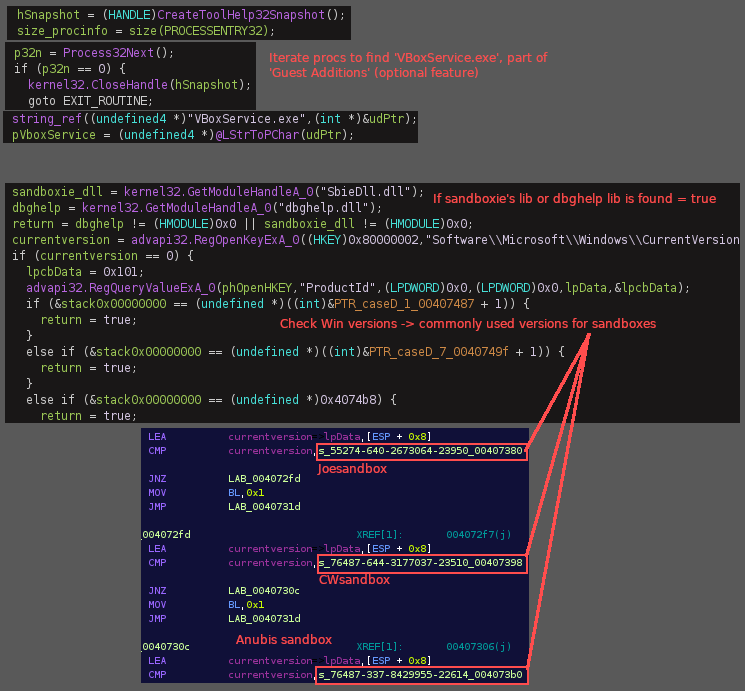 hSnapshot = (HANDLE)CreateToolHelp32Snapshot();
size_procinfo = size(PROCESSENTRY32);
p32n = Process32Next();
if (p32n == 0) {
kernel32.CloseHandle(hSnapshot);
goto EXIT_ROUTINE;
Iterate procs to find 'VBoxService.exe', part of
'Guest Additions' (optional feature)
string_ref((undefined4 *)"VBoxService.exe",(int *)&udPtr);
pVboxService = (undefined4 *)@LStrToPChar(udPtr);
sandboxie_dll = kernel32.GetModuleHandleA_0("SbieDll.dll");
If sandboxie's lib or dbghelp lib is found = true
dbghelp = kernel32.GetModuleHandleA_0("dbghelp.dll");
return = dbghelp != (HMODULE)0x0 || sandboxie_dll != (HMODULE)0x0;
currentversion = advapi32.RegOpenKeyExA_0((HKEY)0x80000002,"Software\\Microsoft\\Windows\\CurrentVersion
if (currentversion == 0) {
lpcbData = 0x101;
advapi32.RegQueryValueExA_0(phOpenHKEY,"ProductId",(LPDWORD)0x0,(LPDWORD)0x0,lpData,&lpcbData);
if (&stack0x00000000 == (undefined *)((int)&PTR_caseD_1_00407487 + 1)) {
return = true;
Check Win versions -> commonly used versions for sandboxes
}
else if (&stack0x00000000 == (undefined *)((int)&PTR_caseD_7_0040749f + 1)) {
return = true;
}
else if (&stack0x00000000 == (undefined *)0x4074b8) {
return = true;
LEA currentversion lpData,[ESP + 0x8]
CMP currentversion,s_55274-640-2673064-23950_00407380
Joesandbox
JNZ LAB_004072fd
MOV BL,0x1
JMP LAB_0040731d
_004072fd XREF[1]: 004072f7(j)
LEA currentversion lpData,[ESP + 0x8]
CMP currentversion,s_76487-644-3177037-23510_00407398
CWsandbox
JNZ LAB_0040730c
MOV BL,0x1
JMP LAB_0040731d
Anubis sandbox
_0040730c XREF[1]: 00407306(j)
LEA currentversion lpData,[ESP + 0x8]
CMP currentversion,s_76487-337-8429955-22614_004073b0